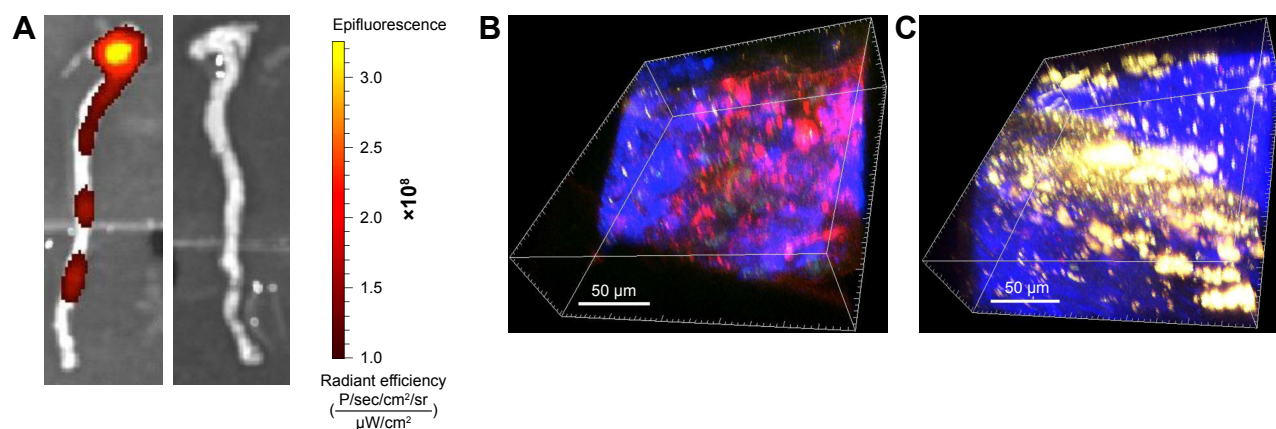 A
Epifluorescence
3.0
2.5
2.0
1.5
1.0
×10⁸
Radiant efficiency
(P/sec/cm²/sr
µW/cm²)
B
50 µm
C
50 µm